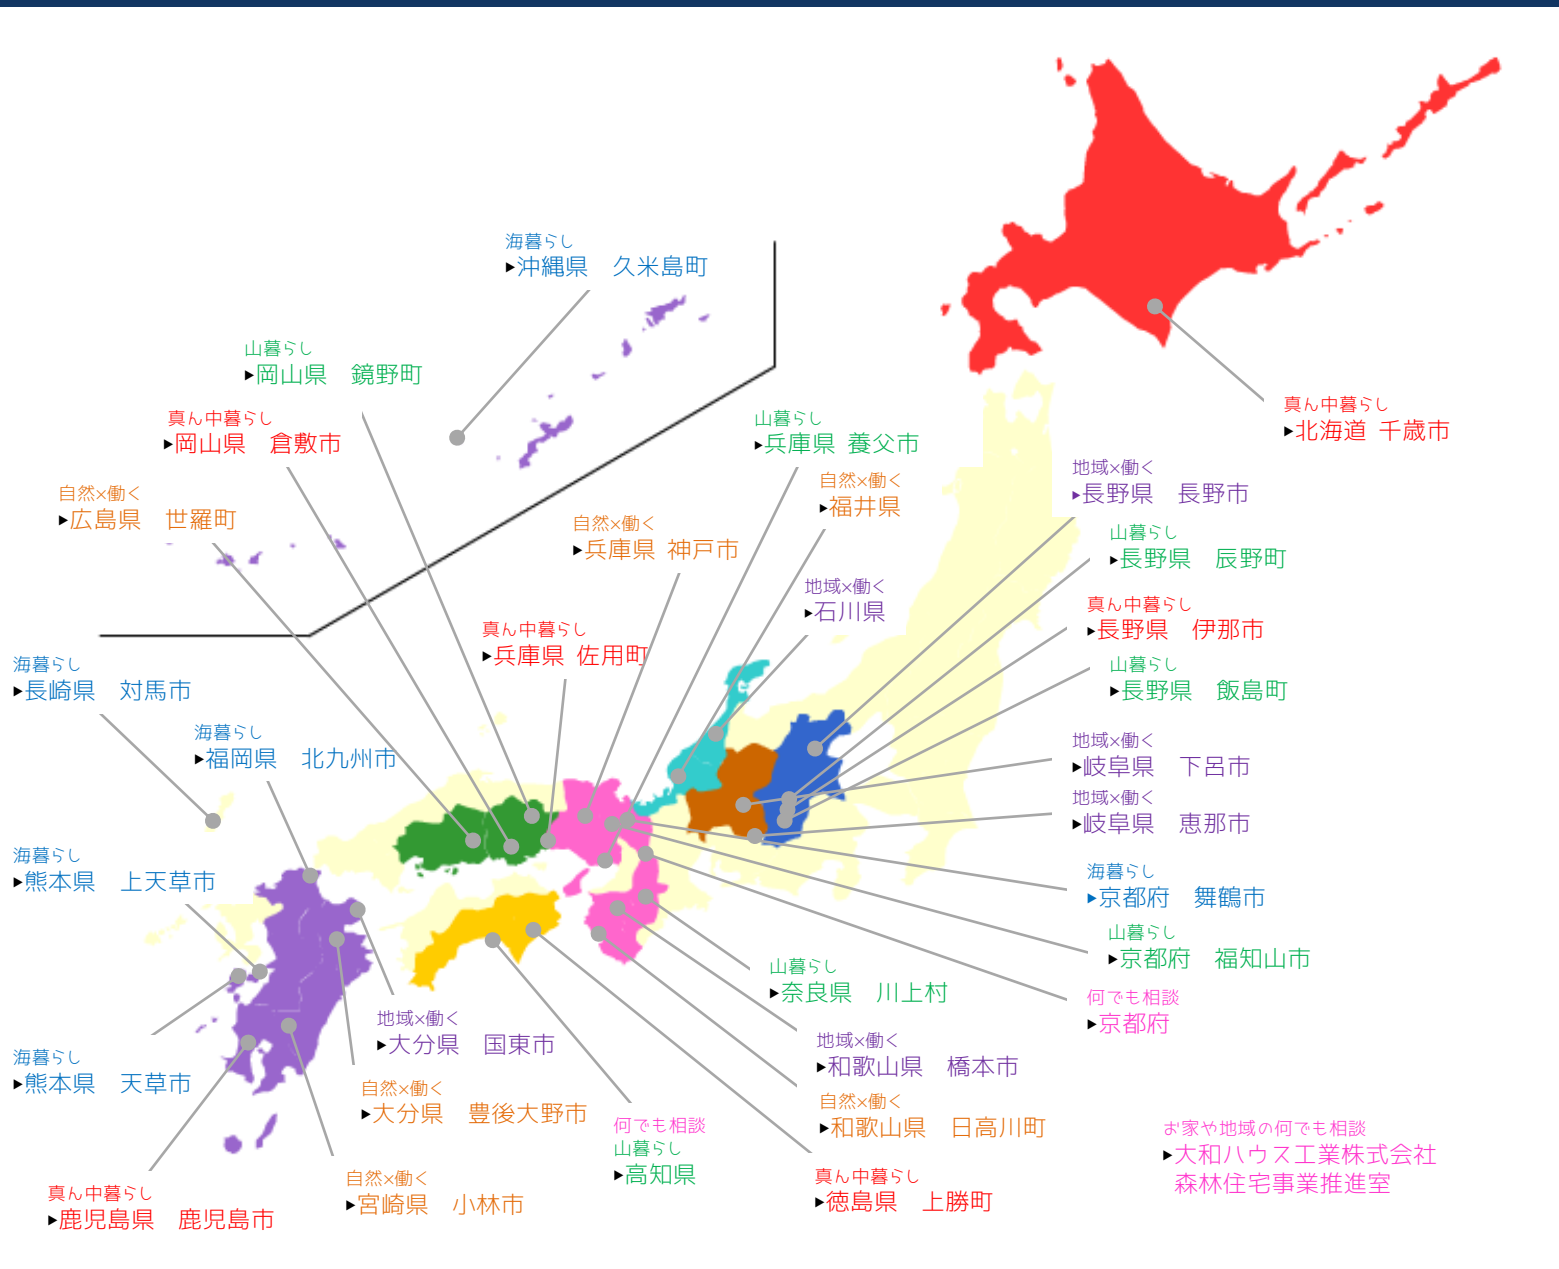 海暮らし
▶沖縄県　久米島町
山暮らし
▶岡山県　鏡野町
真ん中暮らし
▶北海道 千歳市
真ん中暮らし
▶岡山県　倉敷市
山暮らし
▶兵庫県 養父市
地域×働く
▶長野県　長野市
自然×働く
▶福井県
自然×働く
▶広島県　世羅町
自然×働く
▶兵庫県 神戸市
山暮らし
▶長野県　辰野町
地域×働く
▶石川県
真ん中暮らし
▶長野県　伊那市
真ん中暮らし
▶兵庫県 佐用町
海暮らし
▶長崎県　対馬市
山暮らし
▶長野県　飯島町
海暮らし
▶福岡県　北九州市
地域×働く
▶岐阜県　下呂市
地域×働く
▶岐阜県　恵那市
海暮らし
▶熊本県　上天草市
海暮らし
▶京都府　舞鶴市
山暮らし
▶京都府　福知山市
山暮らし
▶奈良県　川上村
何でも相談
▶京都府
地域×働く
▶大分県　国東市
地域×働く
▶和歌山県　橋本市
海暮らし
▶熊本県　天草市
自然×働く
▶大分県　豊後大野市
自然×働く
▶和歌山県　日高川町
何でも相談
山暮らし
▶高知県
お家や地域の何でも相談
▶大和ハウス工業株式会社
森林住宅事業推進室
真ん中暮らし
▶徳島県　上勝町
自然×働く
▶宮崎県　小林市
真ん中暮らし
▶鹿児島県　鹿児島市